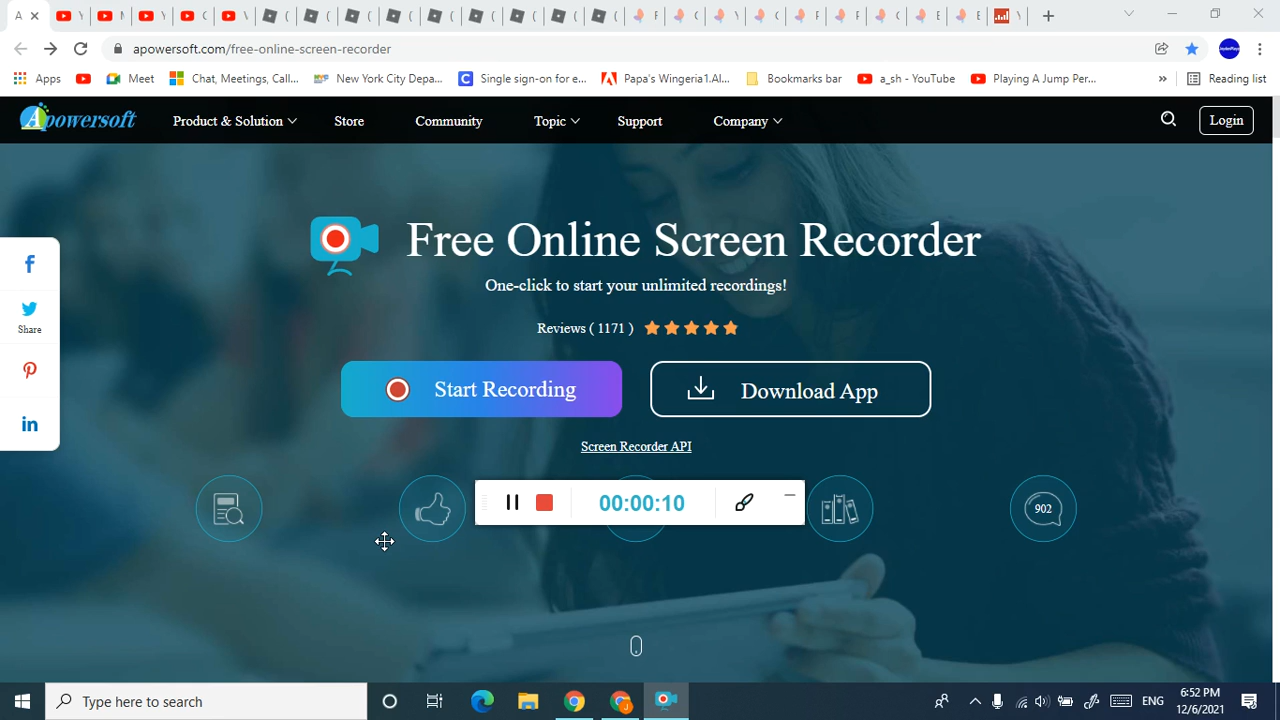 A
Y
M
Y
C
V
(
(
(
(
(
(
(
(
(
F
C
Y
C
F
F
C
E
E
Y
apowersoft.com/free-online-screen-recorder
Apps
Meet
Chat, Meetings, Call...
New York City Depa...
Single sign-on for e...
Papa's Wingeria1.Al...
Bookmarks bar
a_sh - YouTube
Playing A Jump Per...
»
Reading list
Apowersoft
Product & Solution
Store
Community
Topic
Support
Company
Login
Free Online Screen Recorder
One-click to start your unlimited recordings!
Reviews ( 1171 )
Share
Start Recording
Download App
Screen Recorder API
00:00:10
902
Type here to search
ENG
6:52 PM
12/6/2021